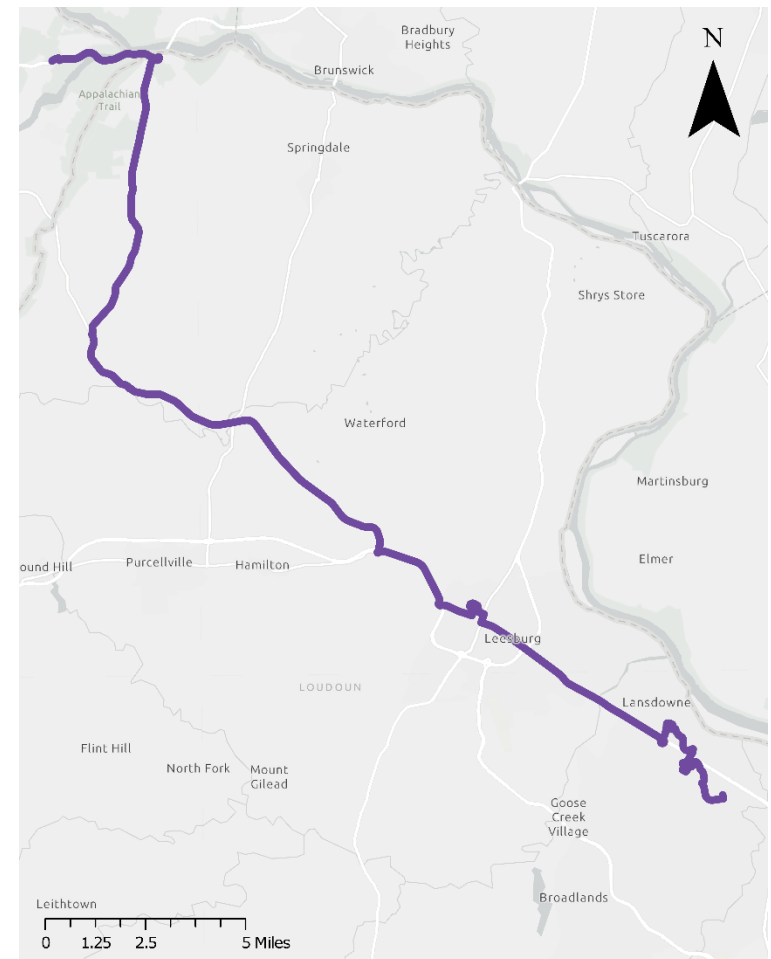 Bradbury
Heights
N
Brunswick
Appalachian
Trail
Springdale
Tuscarora
Shrys Store
Waterford
Martinsburg
Elmer
ound Hill
Purcellville
Hamilton
Leesburg
LOUDOUN
Lansdowne
Flint Hill
North Fork
Mount
Gilead
Goose
Creek
Village
Broadlands
Leithtown
0 1.25 2.5 5 Miles